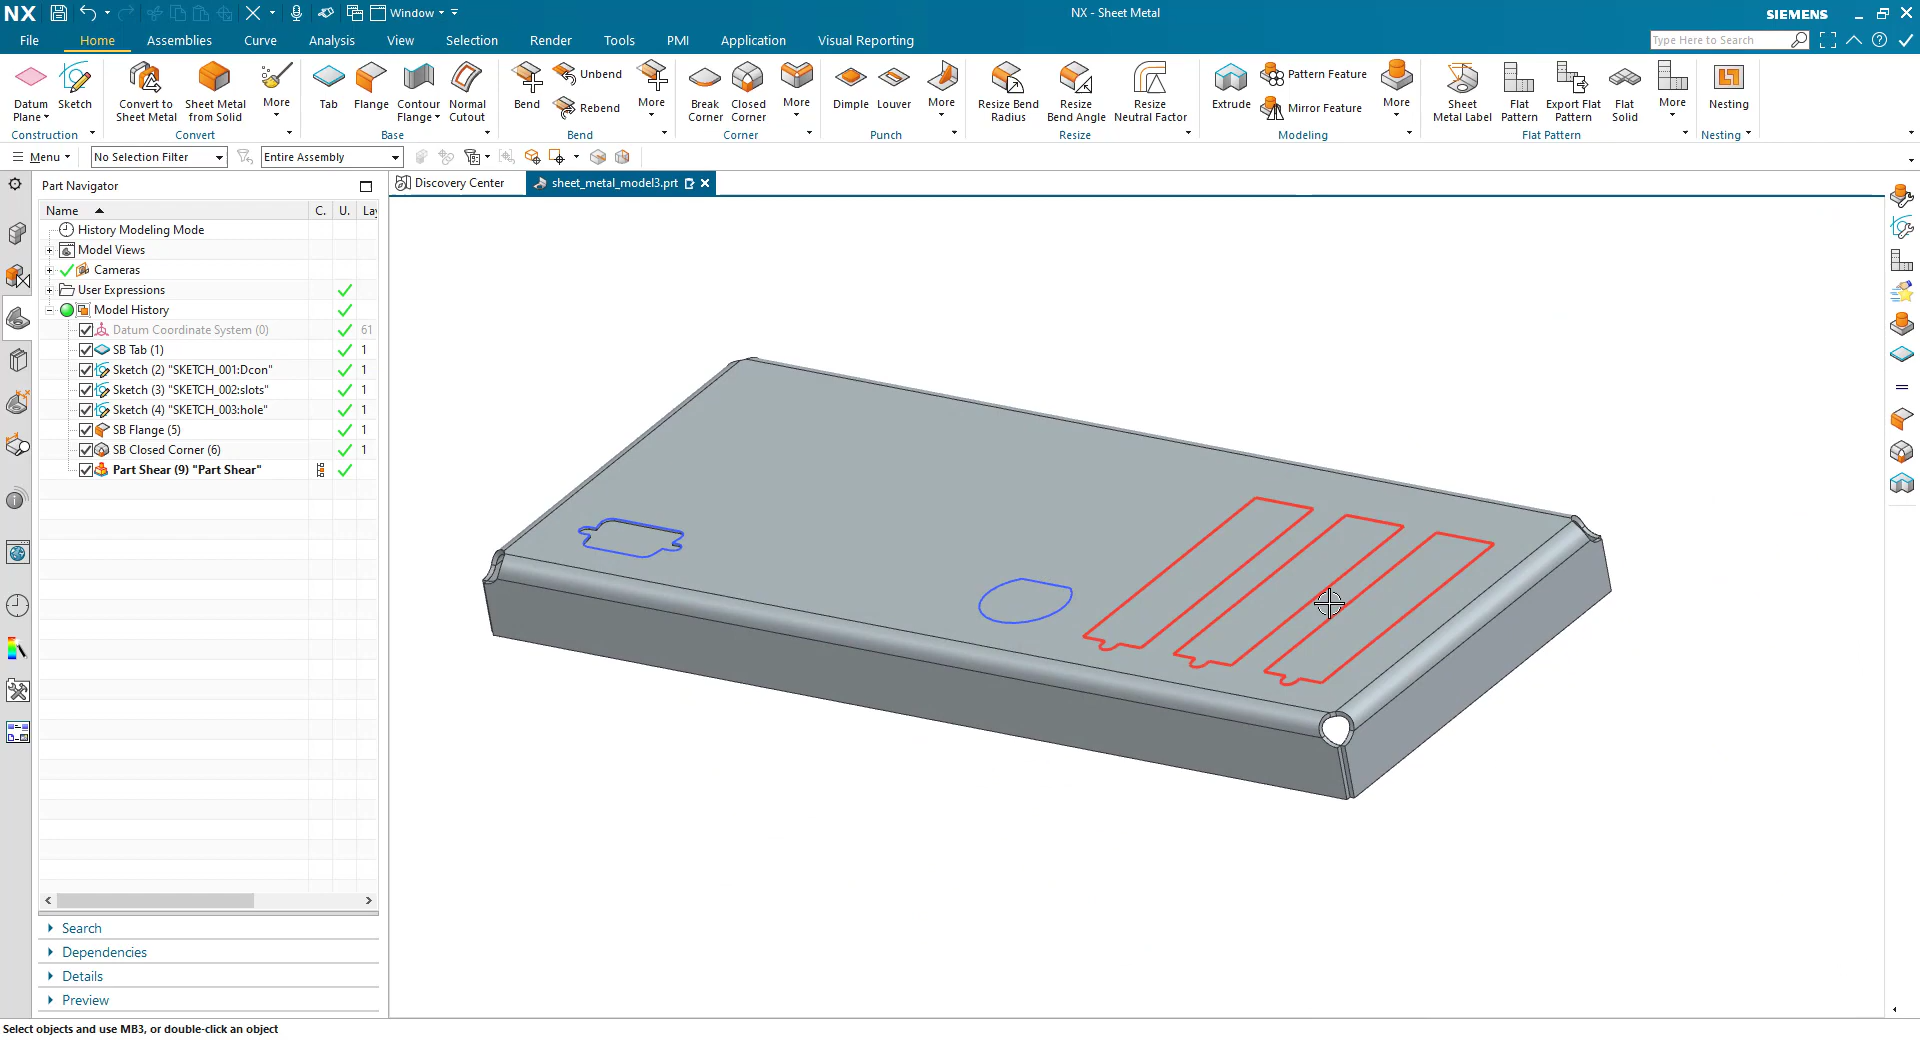 NX
Window
NX - Sheet Metal
SIEMENS
File
Home
Assemblies
Curve
Analysis
View
Selection
Render
Tools
PMI
Application
Visual Reporting
Type Here to Search
Datum
Plane
Sketch
Construction
Convert to
Sheet Metal
Sheet Metal
from Solid
More
Convert
Tab
Flange
Contour
Flange
Normal
Cutout
Base
Bend
Unbend
Rebend
More
Bend
Break
Corner
Closed
Corner
More
Corner
Dimple
Louver
More
Punch
Resize Bend
Radius
Resize
Bend Angle
Resize
Neutral Factor
Resize
Extrude
Pattern Feature
Mirror Feature
More
Modeling
Sheet
Metal Label
Flat
Pattern
Export Flat
Pattern
Flat
Solid
More
Flat Pattern
Nesting
Nesting
Menu
No Selection Filter
Entire Assembly
Part Navigator
Discovery Center
sheet_metal_model3.prt
Name
C.
U.
Lay
History Modeling Mode
Model Views
Cameras
User Expressions
Model History
Datum Coordinate System (0)
61
SB Tab (1)
1
Sketch (2) "SKETCH_001:Dcon"
1
Sketch (3) "SKETCH_002:slots"
1
Sketch (4) "SKETCH_003:hole"
1
SB Flange (5)
1
SB Closed Corner (6)
1
Part Shear (9) "Part Shear"
Search
Dependencies
Details
Preview
Select objects and use MB3, or double-click an object